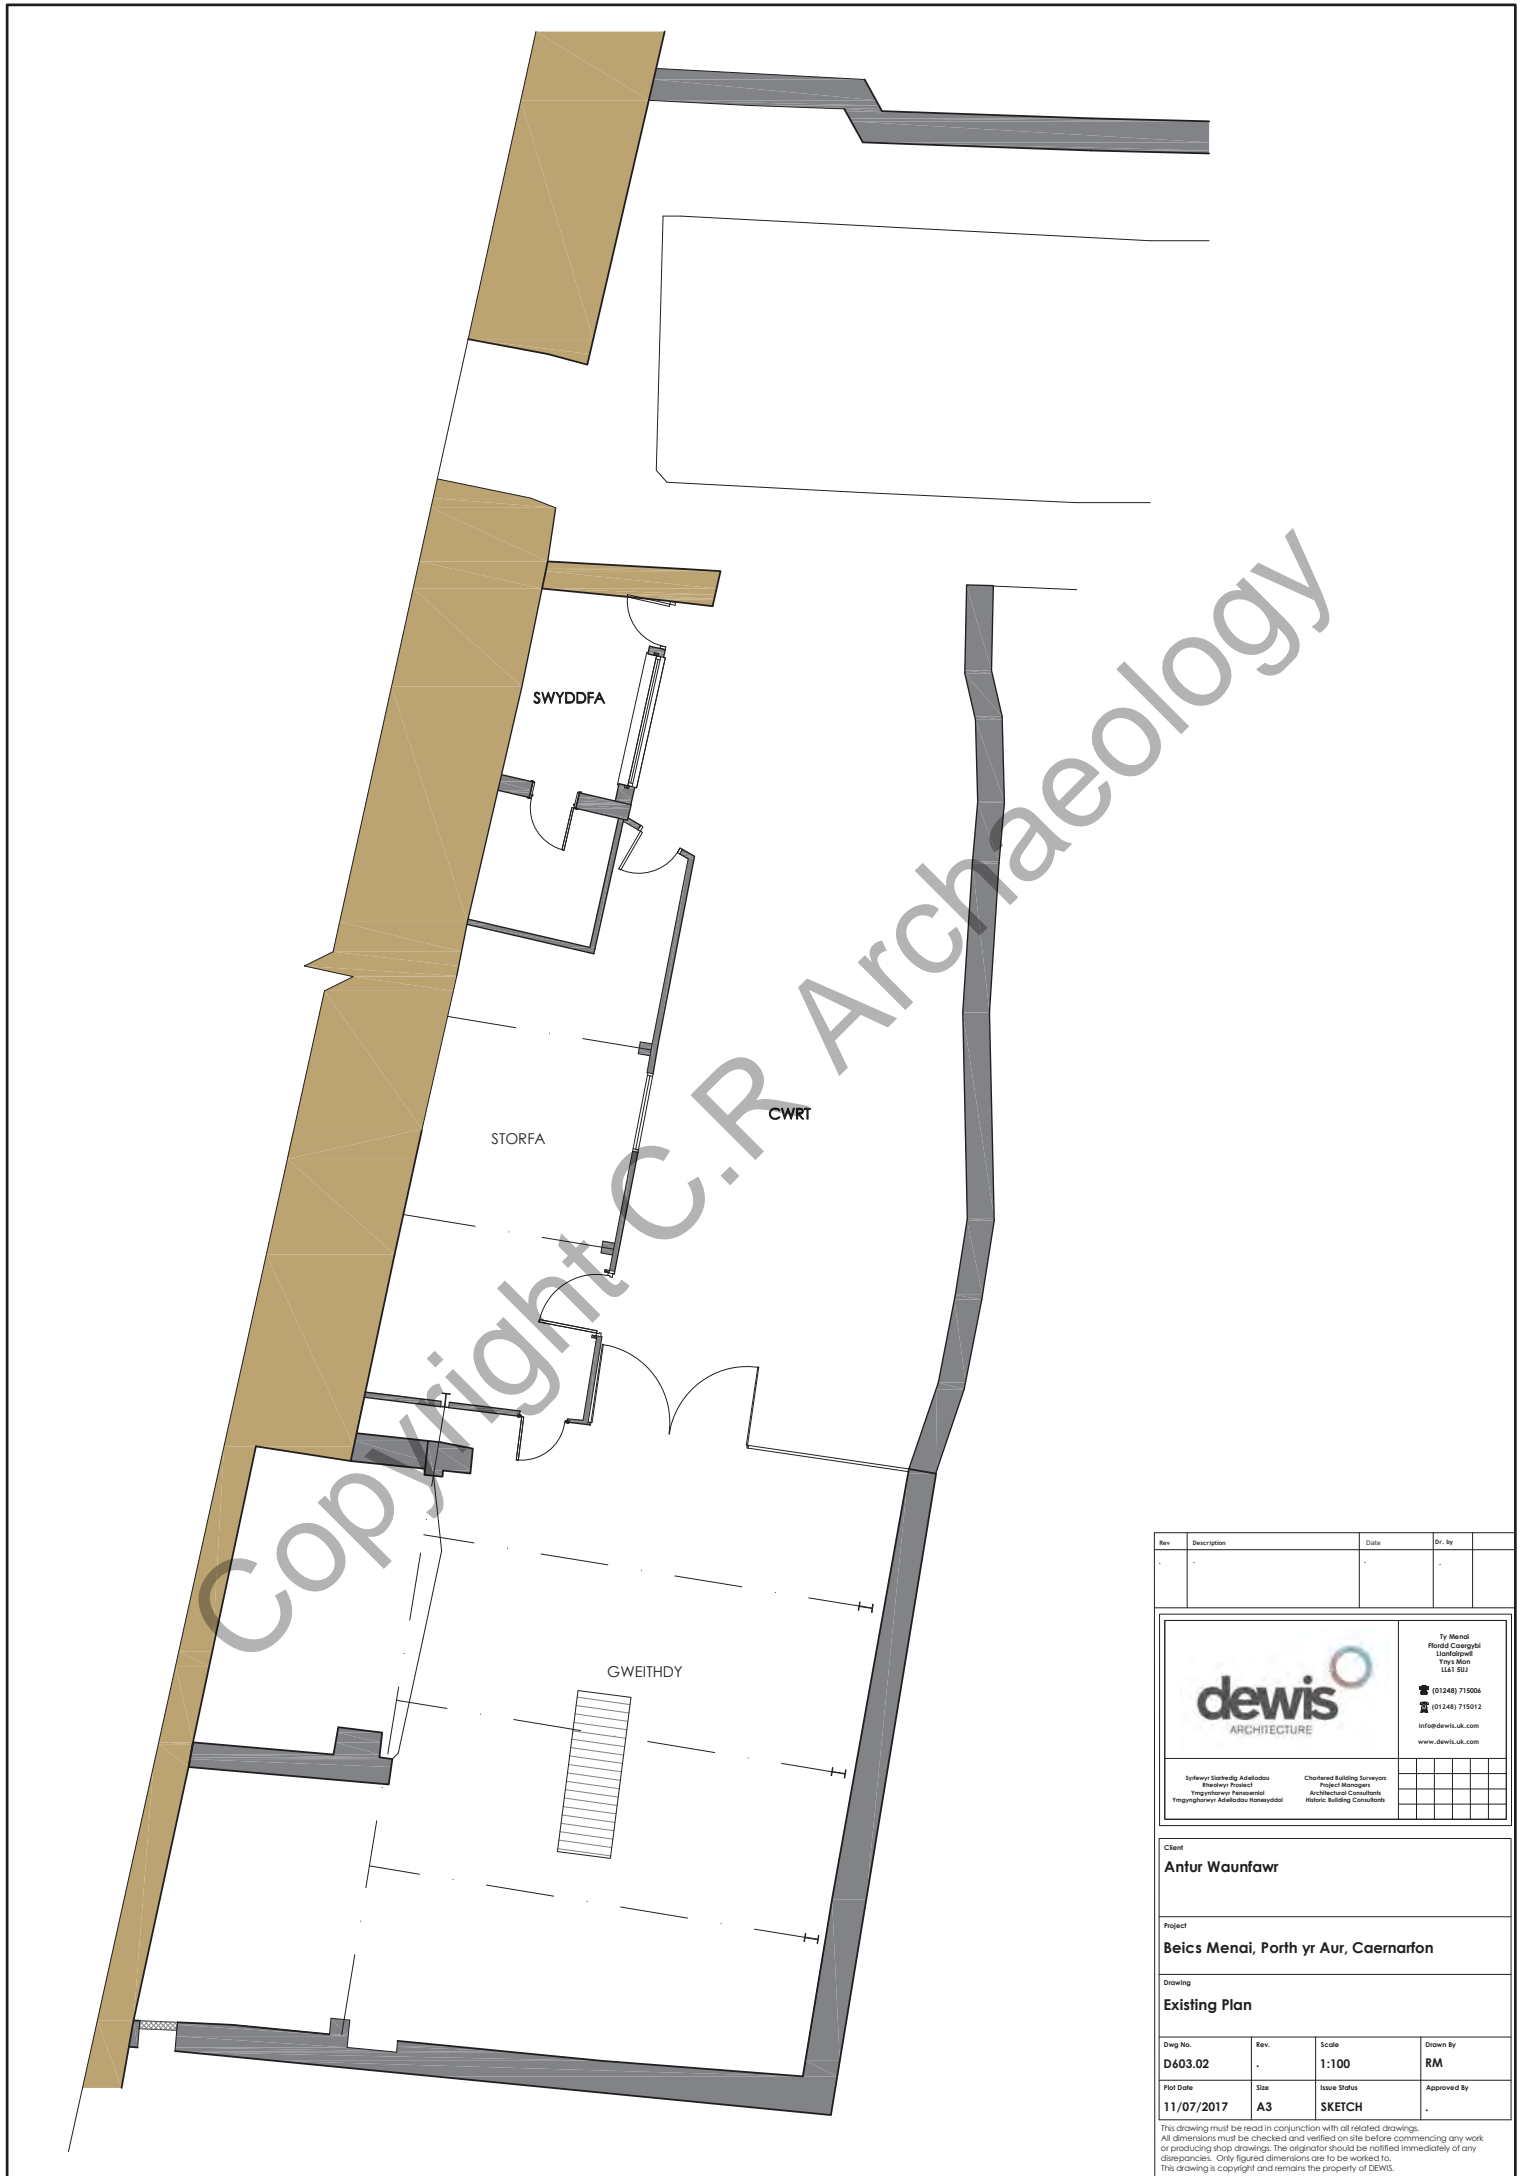 SWYDDFA
STORFA
CWRT
GWEITHDY
Copyright C.R Archaeology
Rev Description Date Dr. by
. . . .
dewis
ARCHITECTURE
Ty Menai
Ffordd Caergybi
Llanfairpwll
Ynys Mon
LL61 5UJ
(01248) 715006
(01248) 715012
info@dewis.uk.com
www.dewis.uk.com
Syrfewyr Siartredig Adeiladau
Rheolwyr Prosiect
Ymgynhorwyr Pensaernïol
Ymgynghorwyr Adeiladau Hanesyddol
Chartered Building Surveyors
Project Managers
Architectural Consultants
Historic Building Consultants
Client
Antur Waunfawr
Project
Beics Menai, Porth yr Aur, Caernarfon
Drawing
Existing Plan
Dwg No. Rev. Scale Drawn By
D603.02 . 1:100 RM
Plot Date Size Issue Status Approved By
11/07/2017 A3 SKETCH .
This drawing must be read in conjunction with all related drawings.
All dimensions must be checked and verified on site before commencing any work
or producing shop drawings. The originator should be notified immediately of any
disrepancies. Only figured dimensions are to be worked to.
This drawing is copyright and remains the property of DEWIS.